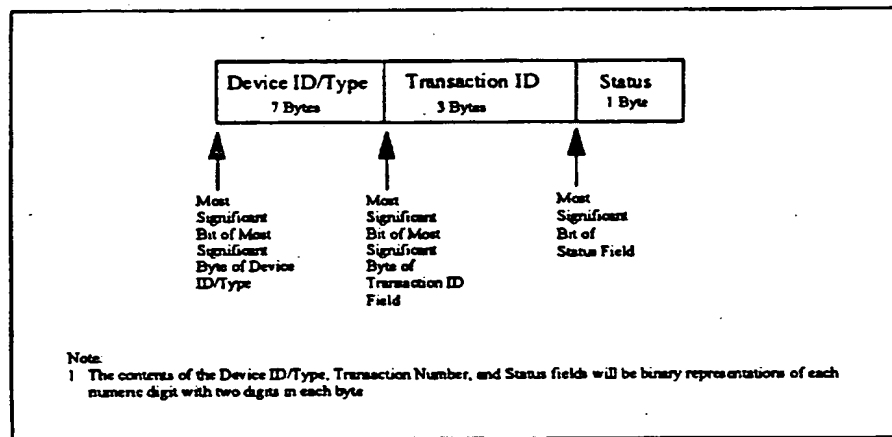 Device ID/Type
7 Bytes
Transaction ID
3 Bytes
Status
1 Byte
Most
Significant
Bit of Most
Significant
Byte of Device
ID/Type
Most
Significant
Bit of Most
Significant
Byte of
Transaction ID
Field
Most
Significant
Bit of
Status Field
Note:
1 The contents of the Device ID/Type, Transaction Number, and Status fields will be binary representations of each
numeric digit with two digits in each byte